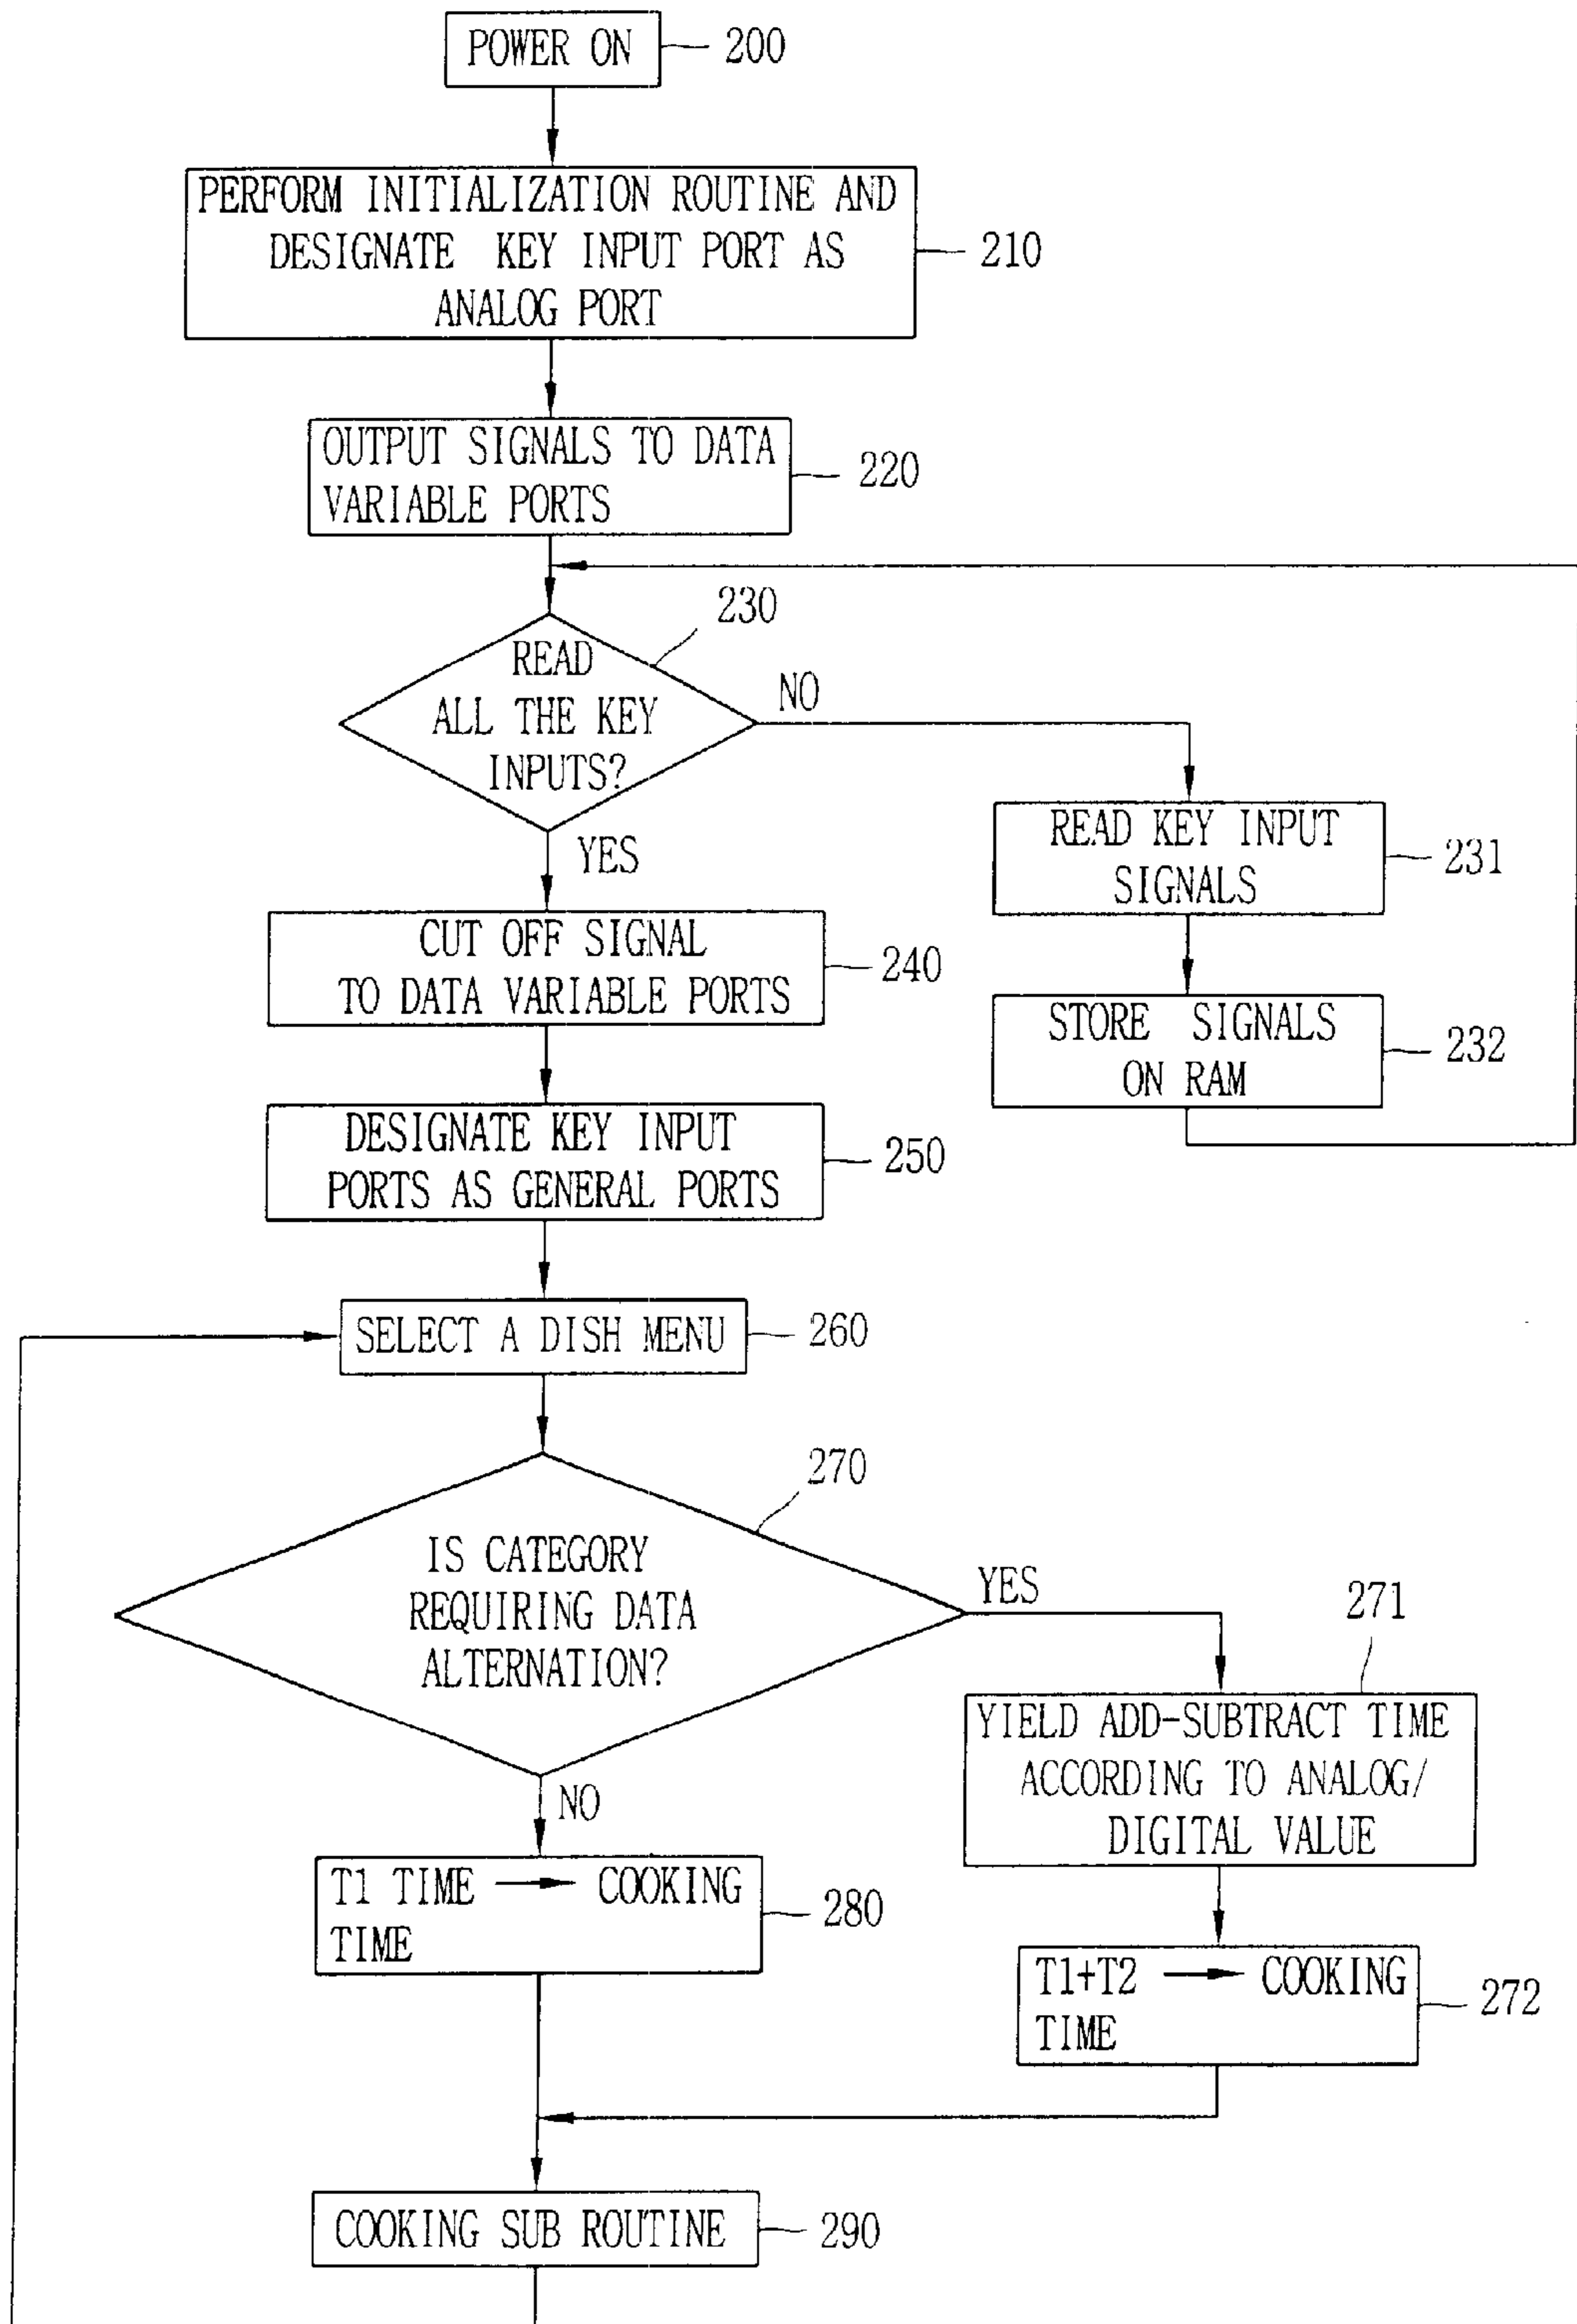 POWER ON
200
PERFORM INITIALIZATION ROUTINE AND
DESIGNATE KEY INPUT PORT AS
ANALOG PORT
210
OUTPUT SIGNALS TO DATA
VARIABLE PORTS
220
230
READ
ALL THE KEY
INPUTS?
NO
YES
READ KEY INPUT
SIGNALS
231
STORE SIGNALS
ON RAM
232
CUT OFF SIGNAL
TO DATA VARIABLE PORTS
240
DESIGNATE KEY INPUT
PORTS AS GENERAL PORTS
250
SELECT A DISH MENU
260
270
IS CATEGORY
REQUIRING DATA
ALTERNATION?
YES
NO
271
YIELD ADD-SUBTRACT TIME
ACCORDING TO ANALOG/
DIGITAL VALUE
T1 TIME → COOKING
TIME
280
T1+T2 → COOKING
TIME
272
COOKING SUB ROUTINE
290